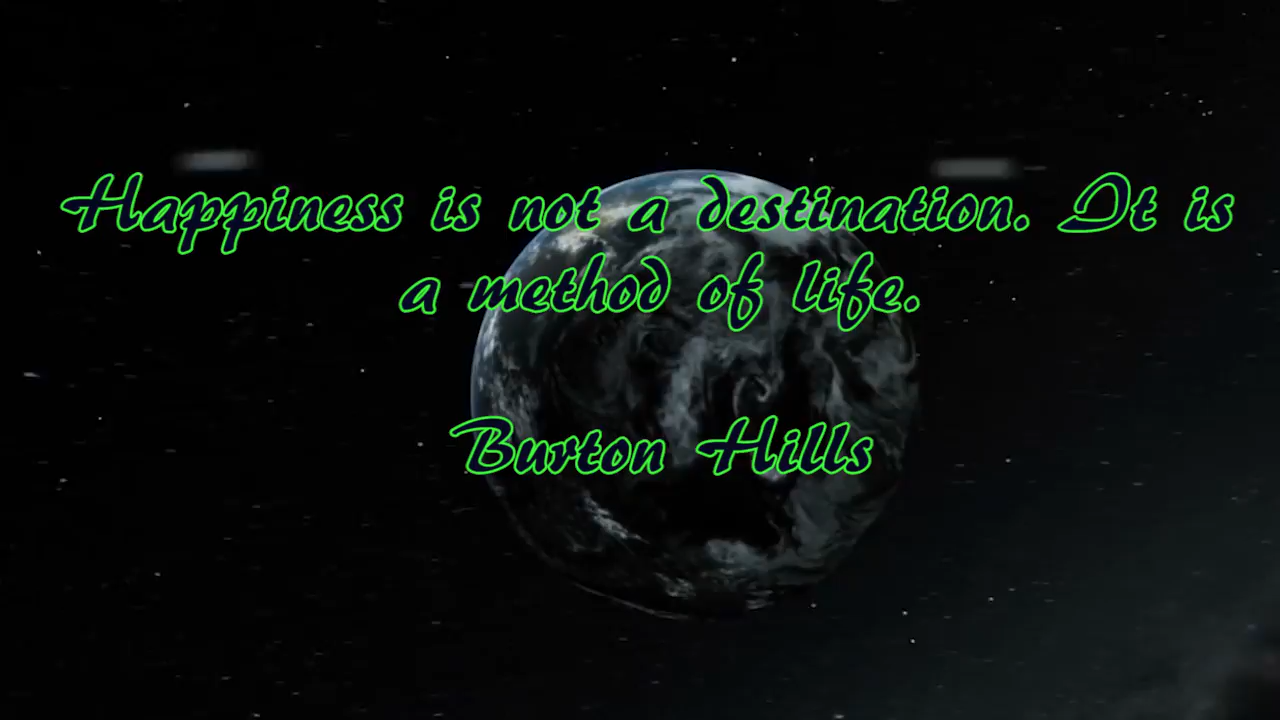 Happiness is not a destination. It is
a method of life.
Burton Hills